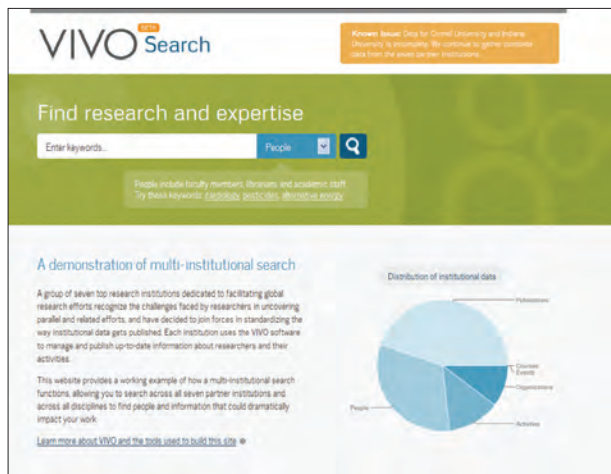 VIVO Search
BETA
Known Issue: Data for Cornell University and Indiana
University is incomplete. We continue to gather complete
data from the seven partner institutions.
Find research and expertise
Enter keywords...
People
People include faculty members, librarians and academic staff.
Try these keywords: cardiology, pesticides, alternative energy
A demonstration of multi-institutional search
A group of seven top research institutions dedicated to facilitating global
research efforts recognize the challenges faced by researchers in uncovering
parallel and related efforts, and have decided to join forces in standardizing the
way institutional data gets published. Each institution uses the VIVO software
to manage and publish up-to-date information about researchers and their
activities.
This website provides a working example of how a multi-institutional search
functions, allowing you to search across all seven partner institutions and
across all disciplines to find people and information that could dramatically
impact your work.
Learn more about VIVO and the tools used to build this site
Distribution of institutional data
Publications
Courses
Events
Organizations
Activities
People